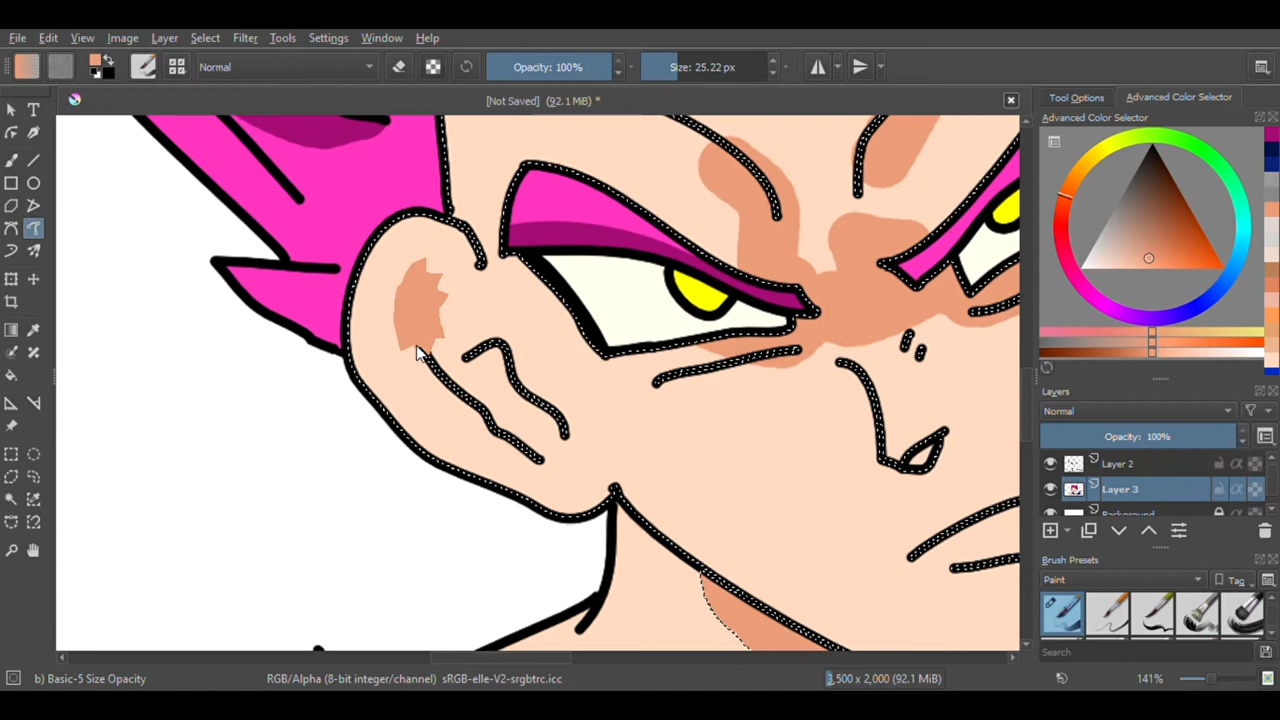 File Edit View Image Layer Select Filter Tools Settings Window Help
Normal Opacity: 100% Size: 25.22 px
[Not Saved] (92.1 MiB) *
Tool Options Advanced Color Selector
Advanced Color Selector
Layers
Normal
Opacity: 100%
Layer 2
Layer 3
Background
Brush Presets
Paint Tag
Search
b) Basic-5 Size Opacity RGB/Alpha (8-bit integer/channel) sRGB-elle-V2-srgbtrc.icc 3,500 x 2,000 (92.1 MiB) 141%